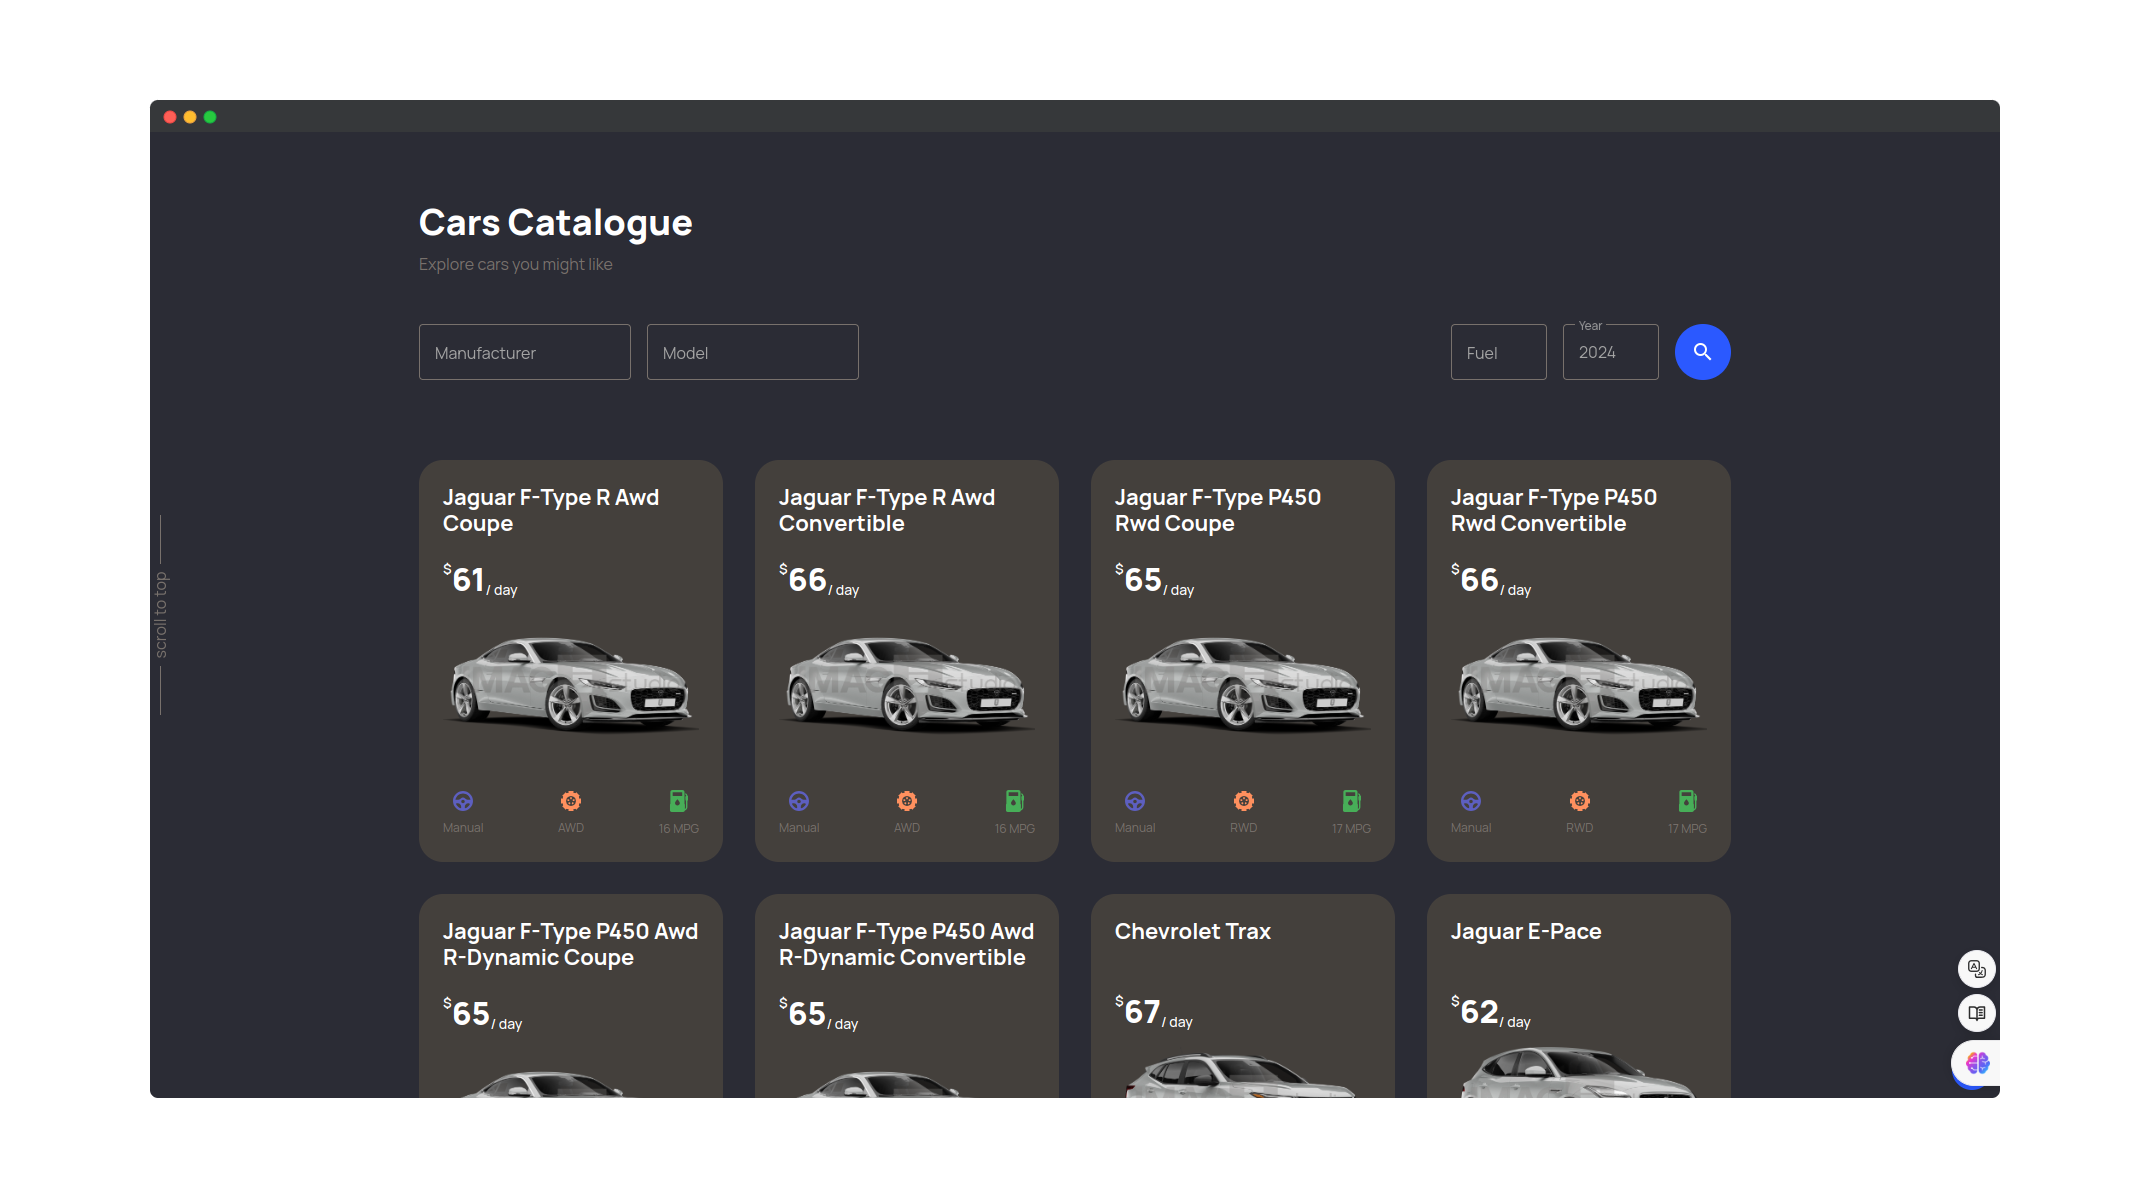 Cars Catalogue
Explore cars you might like
Manufacturer
Model
Fuel
Year
2024
scroll to top
Jaguar F-Type R Awd
Coupe
$61/ day
Manual
AWD
16 MPG
Jaguar F-Type R Awd
Convertible
$66/ day
Manual
AWD
16 MPG
Jaguar F-Type P450
Rwd Coupe
$65/ day
Manual
RWD
17 MPG
Jaguar F-Type P450
Rwd Convertible
$66/ day
Manual
RWD
17 MPG
Jaguar F-Type P450 Awd
R-Dynamic Coupe
$65/ day
Jaguar F-Type P450 Awd
R-Dynamic Convertible
$65/ day
Chevrolet Trax
$67/ day
Jaguar E-Pace
$62/ day